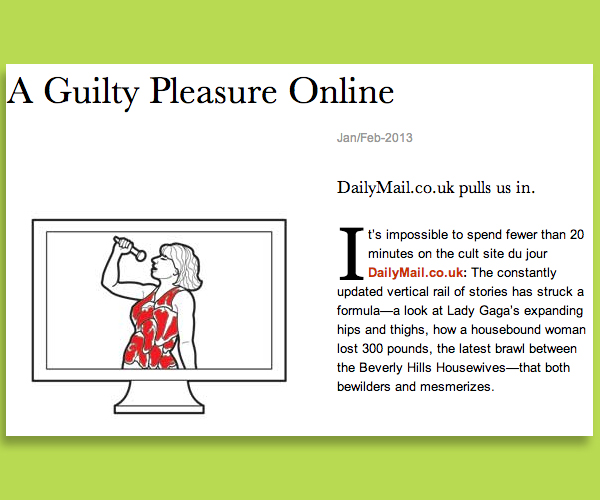 A Guilty Pleasure Online
Jan/Feb-2013
DailyMail.co.uk pulls us in.
It’s impossible to spend fewer than 20
minutes on the cult site du jour
DailyMail.co.uk: The constantly
updated vertical rail of stories has struck a
formula—a look at Lady Gaga’s expanding
hips and thighs, how a housebound woman
lost 300 pounds, the latest brawl between
the Beverly Hills Housewives—that both
bewilders and mesmerizes.